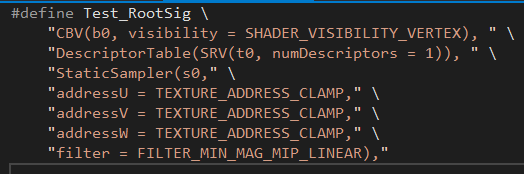 #define Test_RootSig \
"CBV(b0, visibility = SHADER_VISIBILITY_VERTEX), " \
"DescriptorTable(SRV(t0, numDescriptors = 1)), " \
"StaticSampler(s0," \
"addressU = TEXTURE_ADDRESS_CLAMP," \
"addressV = TEXTURE_ADDRESS_CLAMP," \
"addressW = TEXTURE_ADDRESS_CLAMP," \
"filter = FILTER_MIN_MAG_MIP_LINEAR),"